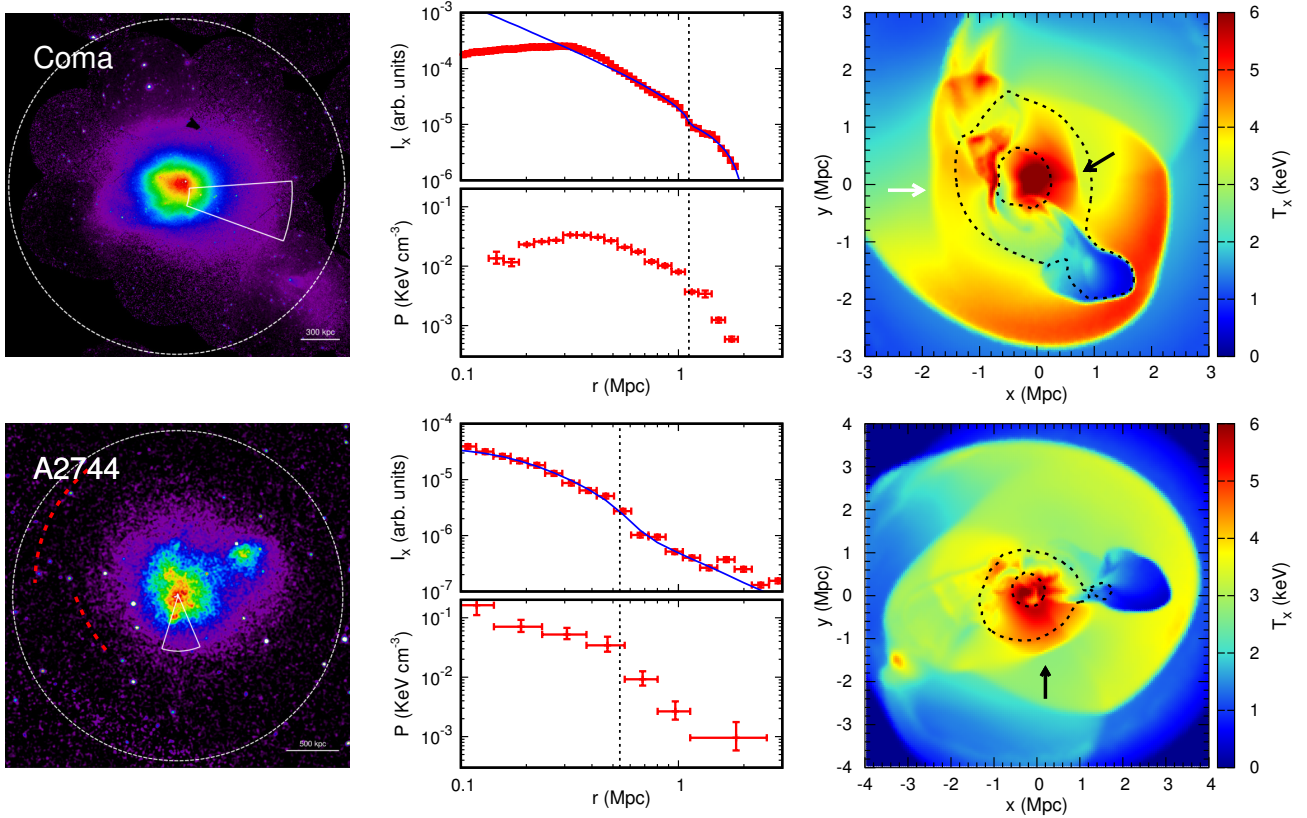 Coma
300 kpc
10^-3
10^-4
10^-5
10^-6
I_X (arb. units)
10^-1
10^-2
10^-3
P (KeV cm^-3)
0.1
1
r (Mpc)
3
2
1
0
-1
-2
-3
y (Mpc)
-3 -2 -1 0 1 2 3
x (Mpc)
6
5
4
3
2
1
0
T_X (keV)
A2744
500 kpc
10^-3
10^-4
10^-5
10^-6
10^-7
I_X (arb. units)
10^-1
10^-2
10^-3
P (KeV cm^-3)
0.1
1
r (Mpc)
4
3
2
1
0
-1
-2
-3
-4
y (Mpc)
-4 -3 -2 -1 0 1 2 3 4
x (Mpc)
6
5
4
3
2
1
0
T_X (keV)